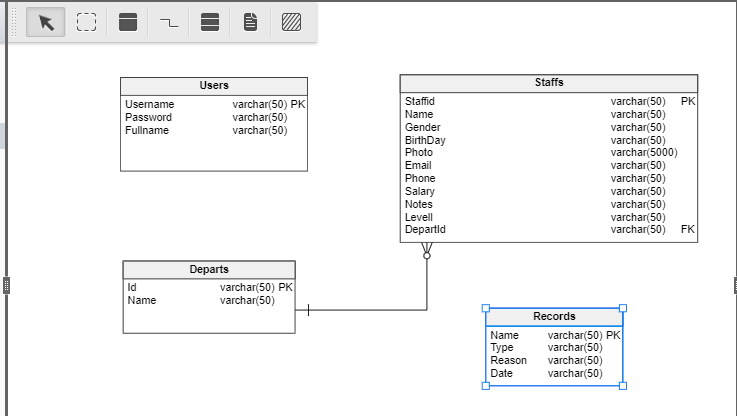 Users
Username varchar(50) PK
Password varchar(50)
Fullname varchar(50)
Staffs
Staffid varchar(50) PK
Name varchar(50)
Gender varchar(50)
BirthDay varchar(50)
Photo varchar(5000)
Email varchar(50)
Phone varchar(50)
Salary varchar(50)
Notes varchar(50)
Levell varchar(50)
DepartId varchar(50) FK
Departs
Id varchar(50) PK
Name varchar(50)
Records
Name varchar(50) PK
Type varchar(50)
Reason varchar(50)
Date varchar(50)